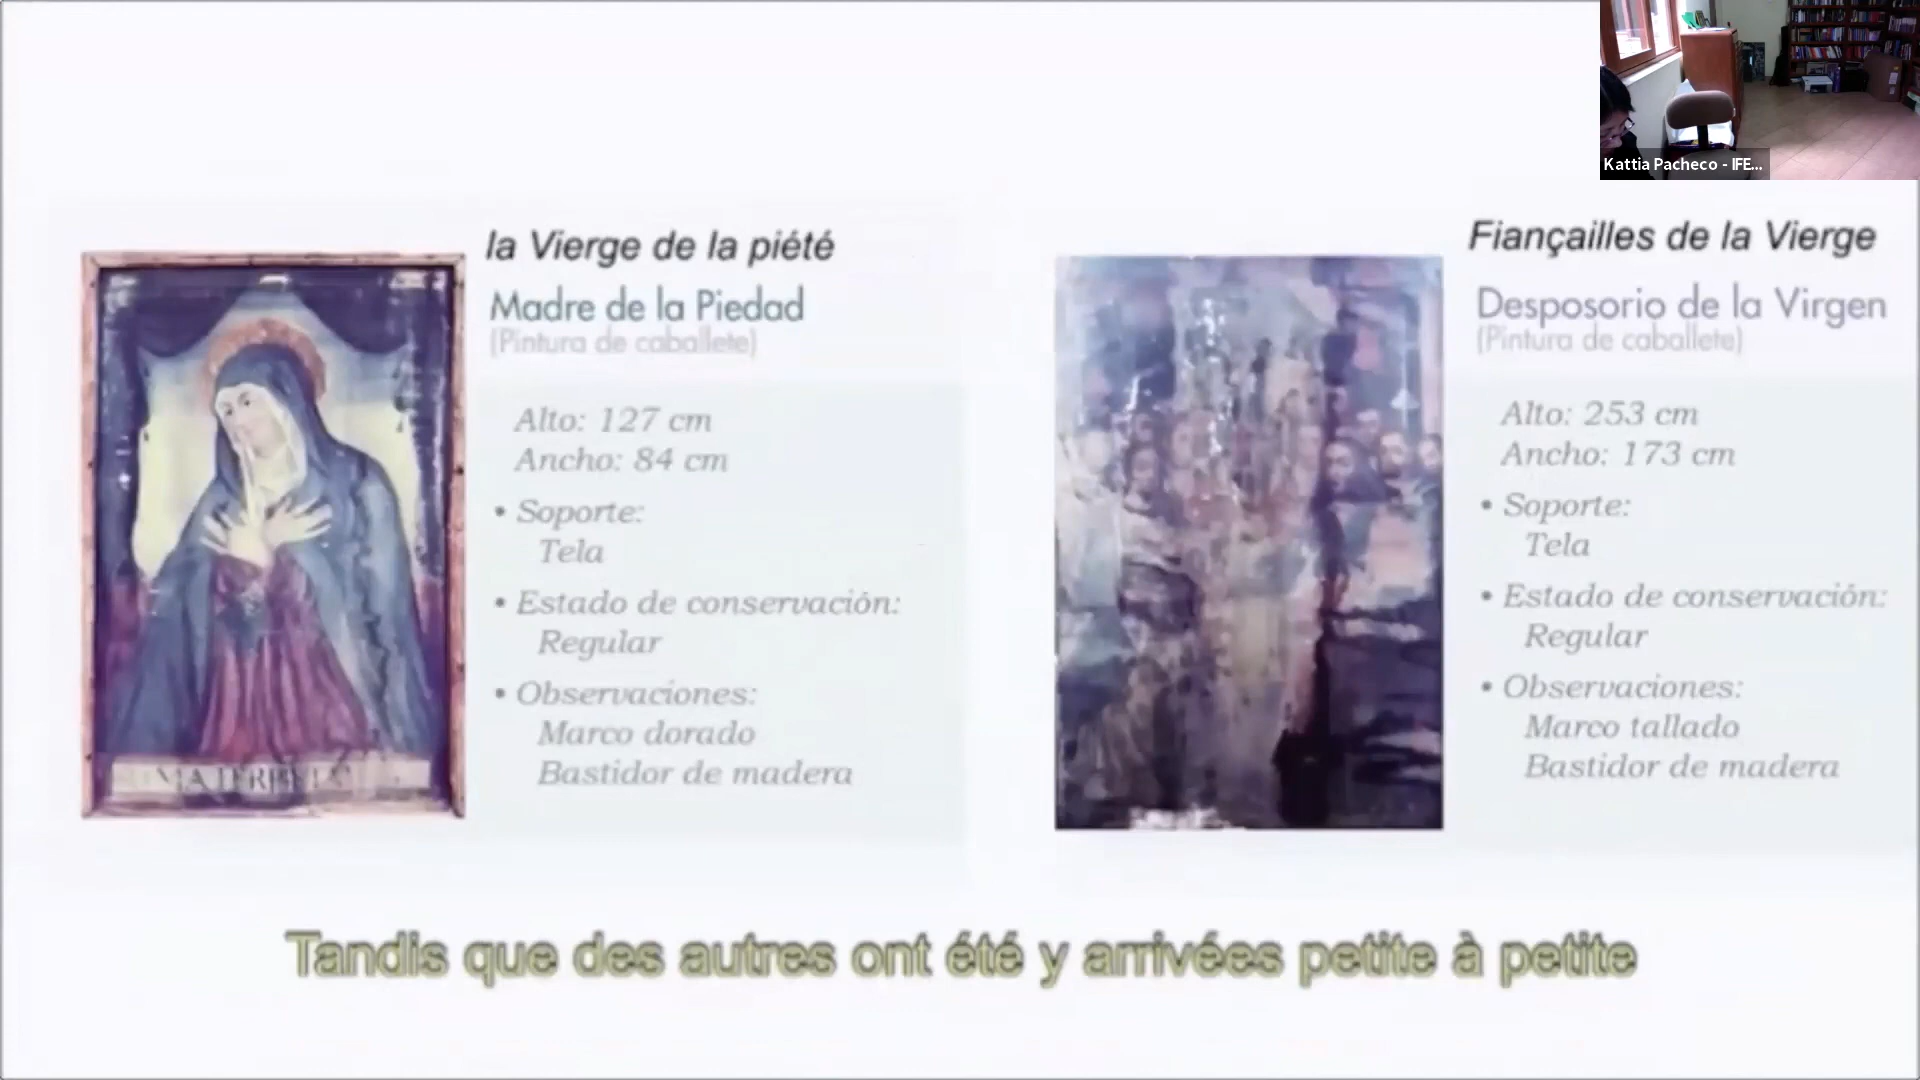 Kattia Pacheco - IFE...
la Vierge de la piété
Madre de la Piedad
(Pintura de caballete)
Alto: 127 cm
Ancho: 84 cm
• Soporte:
Tela
• Estado de conservación:
Regular
• Observaciones:
Marco dorado
Bastidor de madera
Fiançailles de la Vierge
Desposorio de la Virgen
(Pintura de caballete)
Alto: 253 cm
Ancho: 173 cm
• Soporte:
Tela
• Estado de conservación:
Regular
• Observaciones:
Marco tallado
Bastidor de madera
Tandis que des autres ont été y arrivées petite à petite